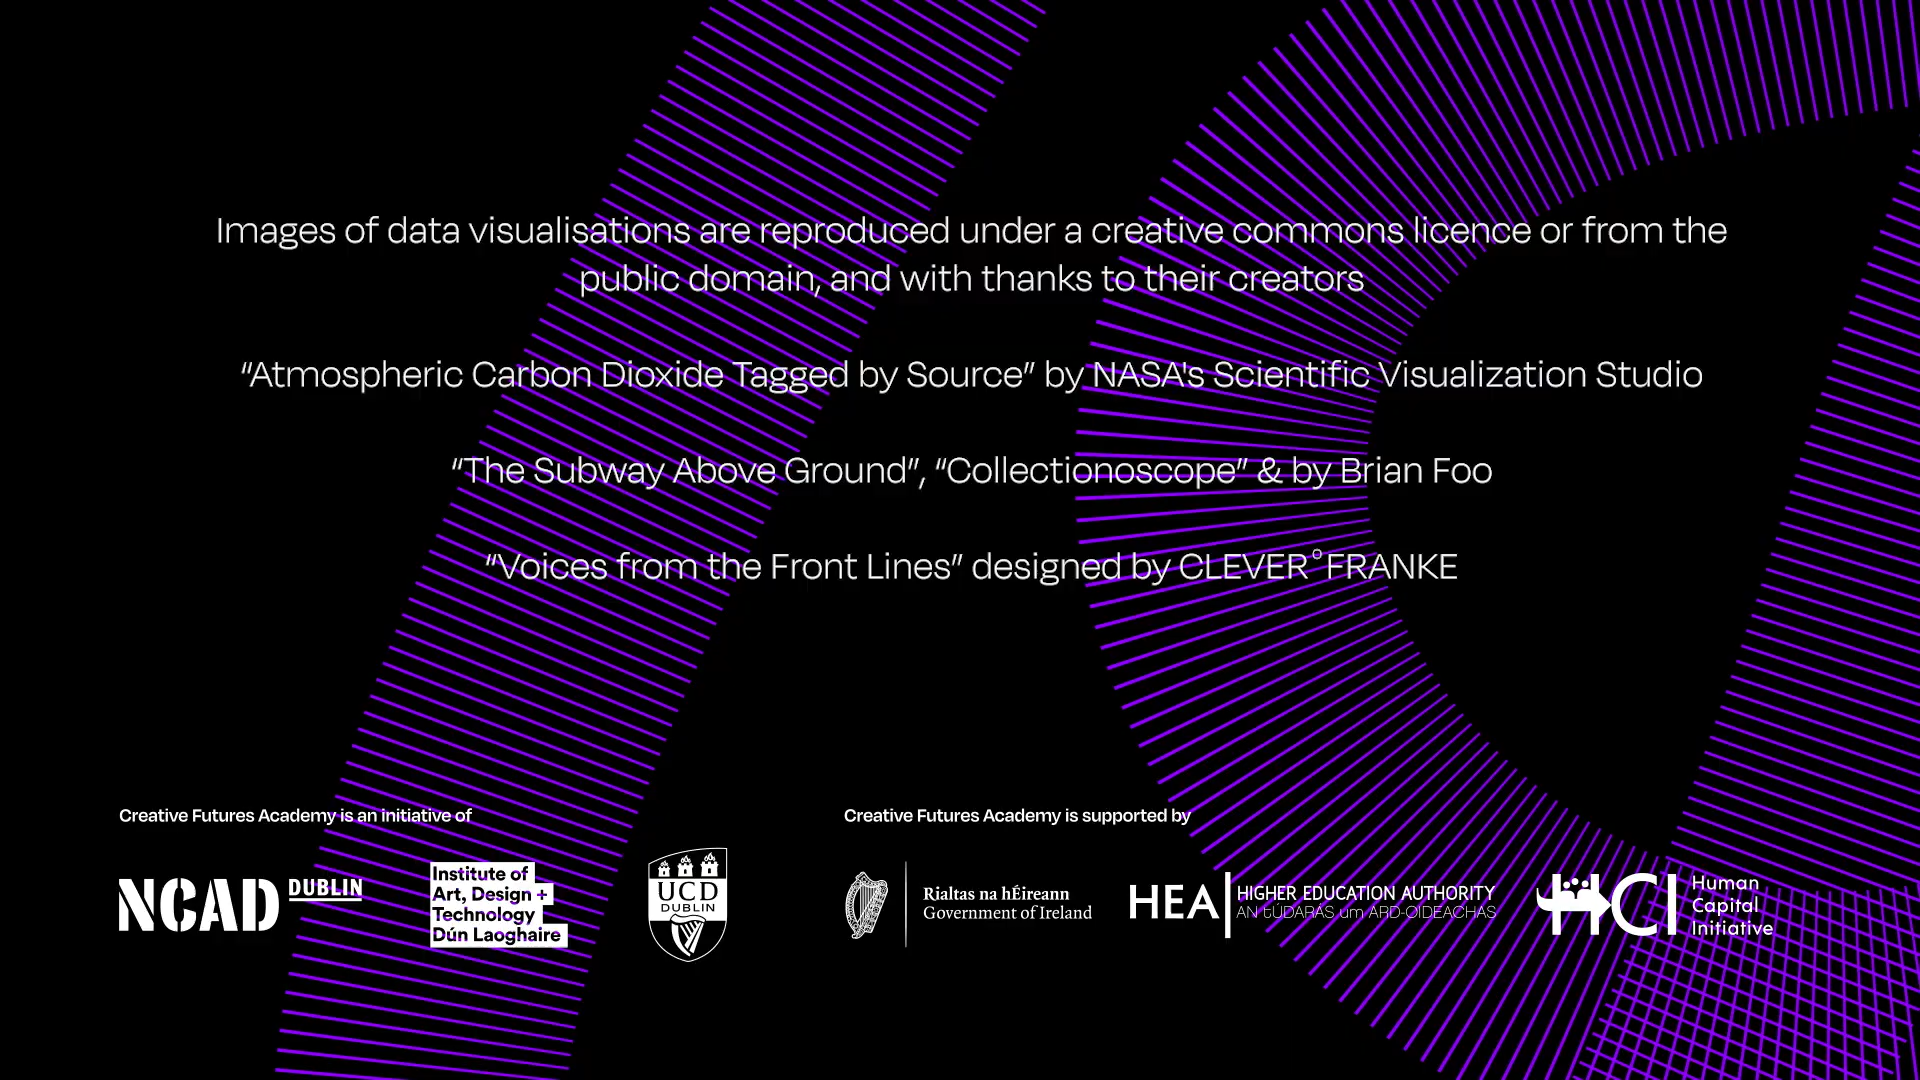 Images of data visualisations are reproduced under a creative commons licence or from the
public domain, and with thanks to their creators
“Atmospheric Carbon Dioxide Tagged by Source” by NASA's Scientific Visualization Studio
“The Subway Above Ground”, “Collectionoscope” & by Brian Foo
“Voices from the Front Lines” designed by CLEVER°FRANKE
Creative Futures Academy is an initiative of
NCAD DUBLIN
Institute of
Art, Design +
Technology
Dún Laoghaire
UCD
DUBLIN
Creative Futures Academy is supported by
Rialtas na hÉireann
Government of Ireland
HEA
HIGHER EDUCATION AUTHORITY
AN tÚDARÁS um ARD-OIDEACHAS
HCI
Human
Capital
Initiative